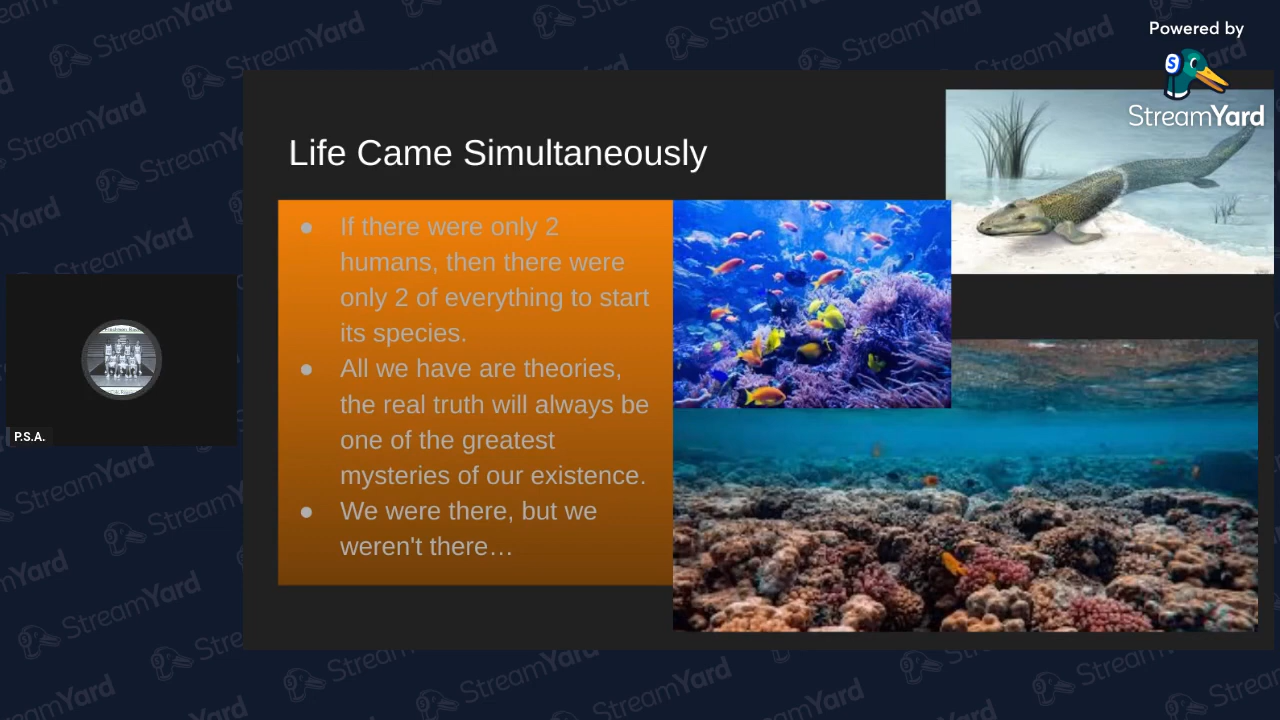 Powered by
StreamYard
Life Came Simultaneously
● If there were only 2
humans, then there were
only 2 of everything to start
its species.
● All we have are theories,
the real truth will always be
one of the greatest
mysteries of our existence.
● We were there, but we
weren't there…
P.S.A.